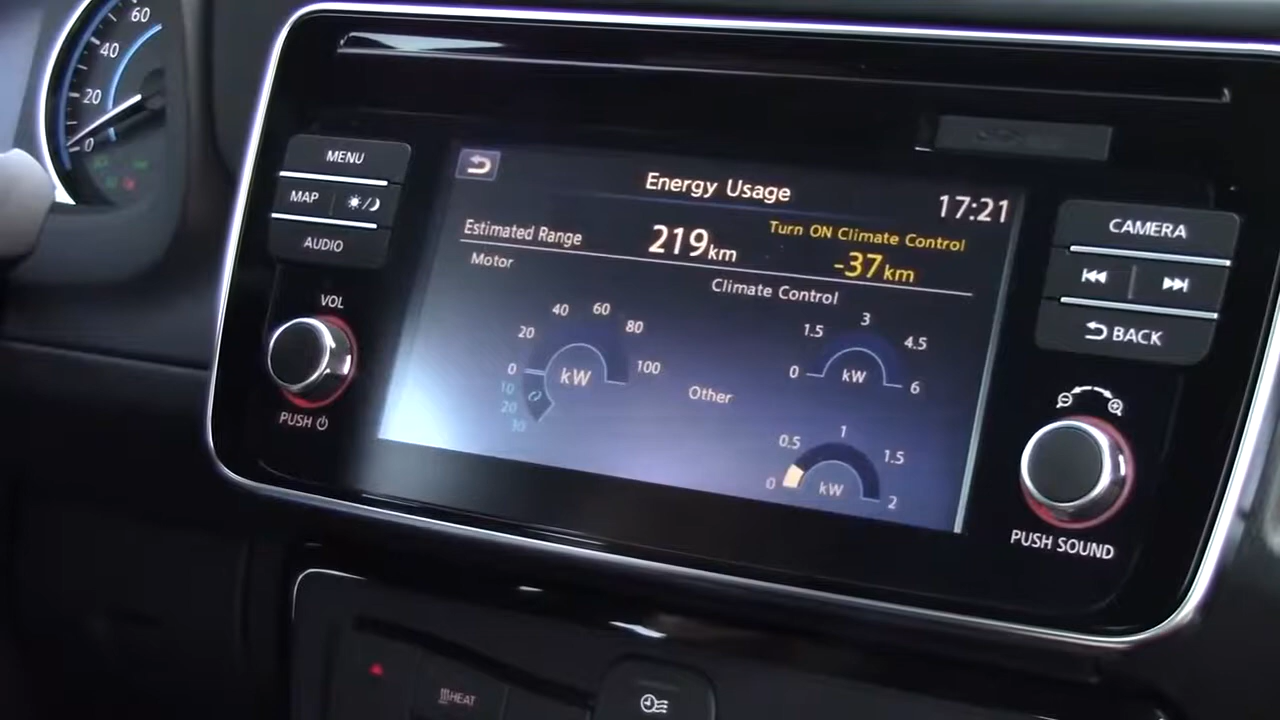 60
40
20
0
MENU
MAP
AUDIO
VOL
PUSH
Energy Usage
17:21
Estimated Range
219km
Turn ON Climate Control
-37km
Motor
0
20
40
60
80
100
10
20
30
kW
Climate Control
0
1.5
3
4.5
6
kW
Other
0
0.5
1
1.5
2
kW
CAMERA
BACK
PUSH SOUND
HEAT